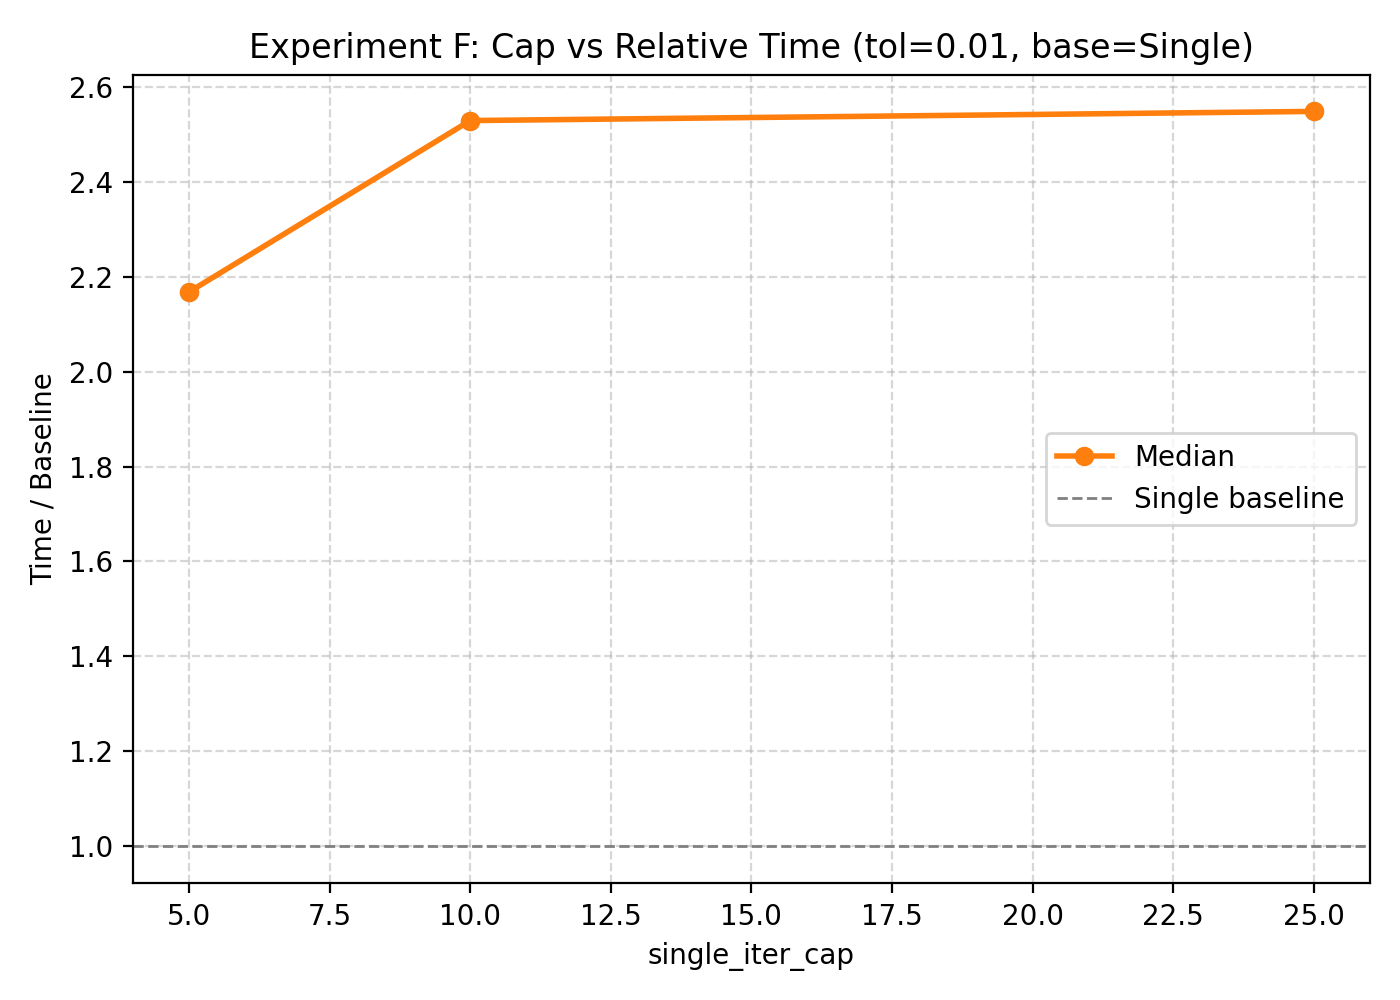 Experiment F: Cap vs Relative Time (tol=0.01, base=Single)
2.6
2.4
2.2
2.0
1.8
1.6
1.4
1.2
1.0
Time / Baseline
Median
Single baseline
5.0 7.5 10.0 12.5 15.0 17.5 20.0 22.5 25.0
single_iter_cap